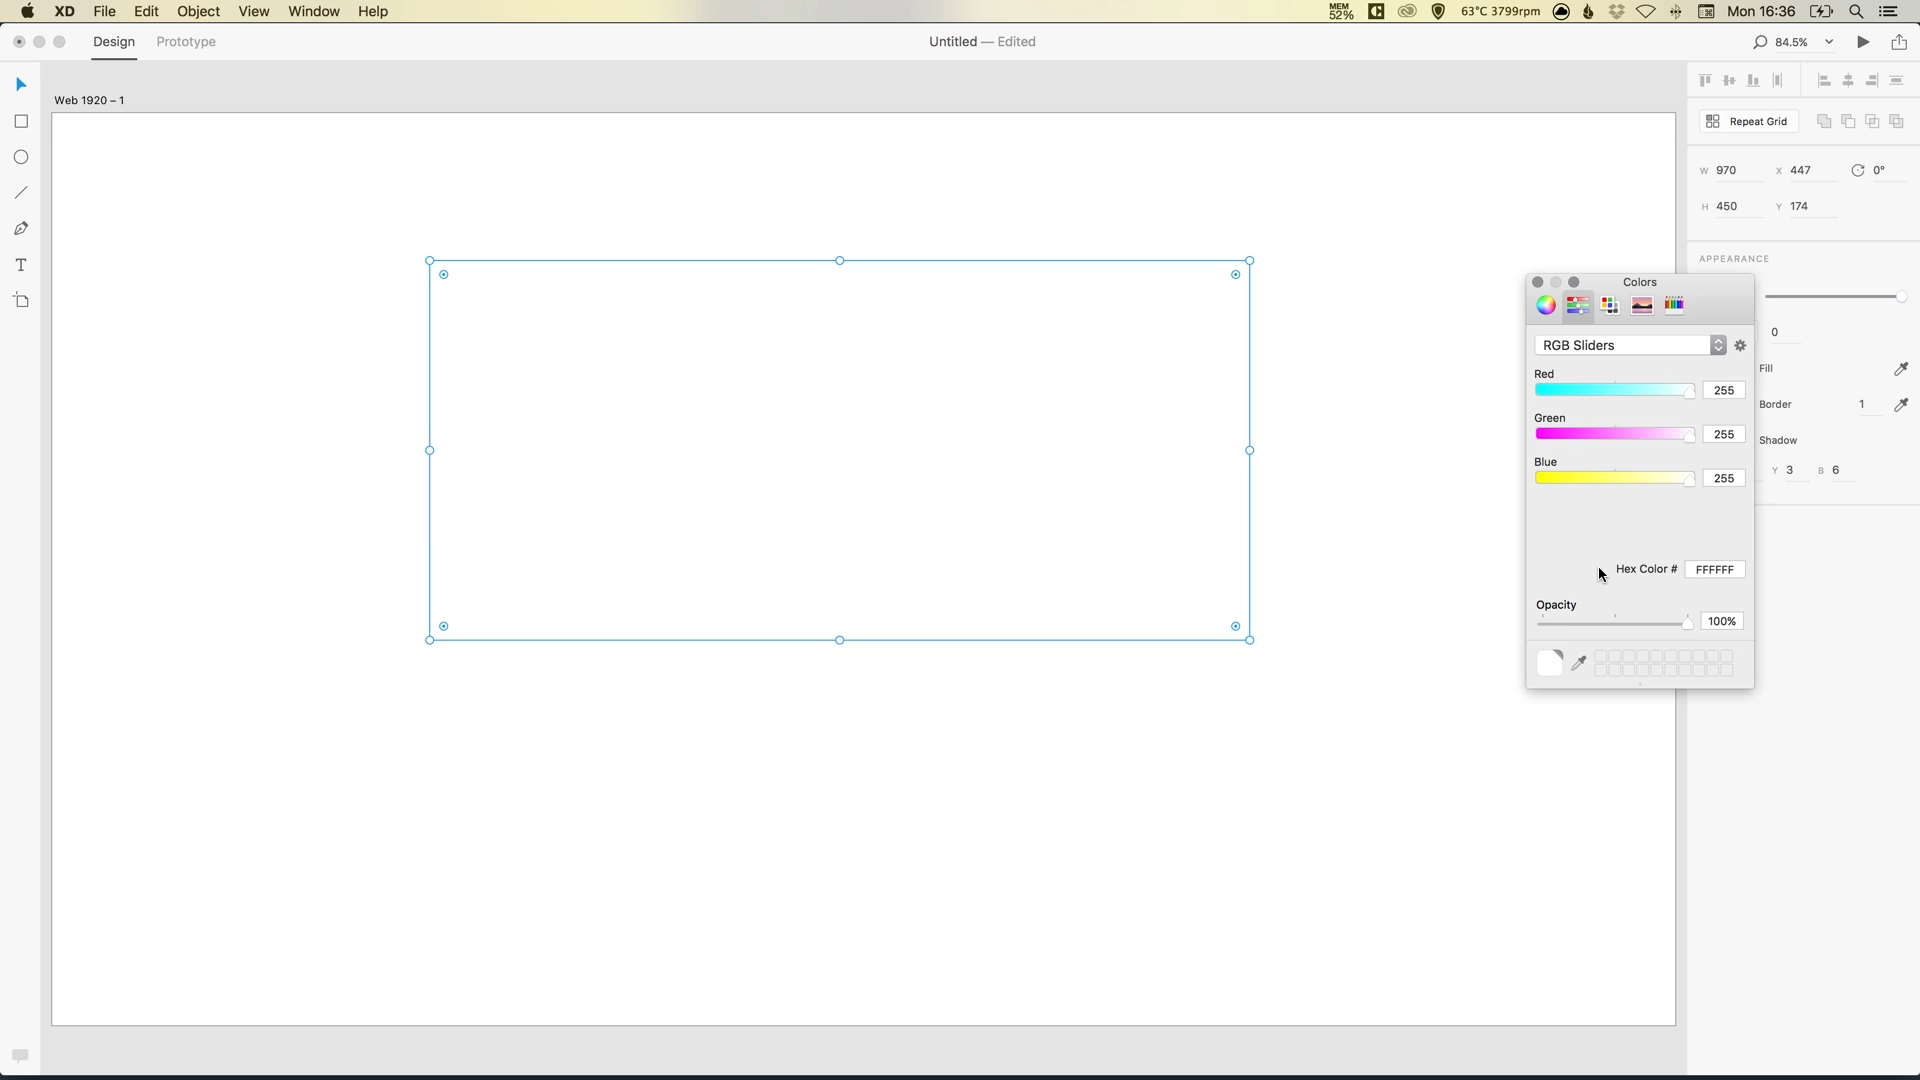 XD File Edit Object View Window Help MEM 52% 63°C 3799rpm Mon 16:36
Design Prototype Untitled — Edited 84.5%
Web 1920 – 1
Repeat Grid
W 970 X 447 0°
H 450 Y 174
APPEARANCE
Colors
0
RGB Sliders
Fill
Red
255
Border 1
Green
255
Shadow
Blue
255
Y 3 B 6
Hex Color # FFFFFF
Opacity
100%
T